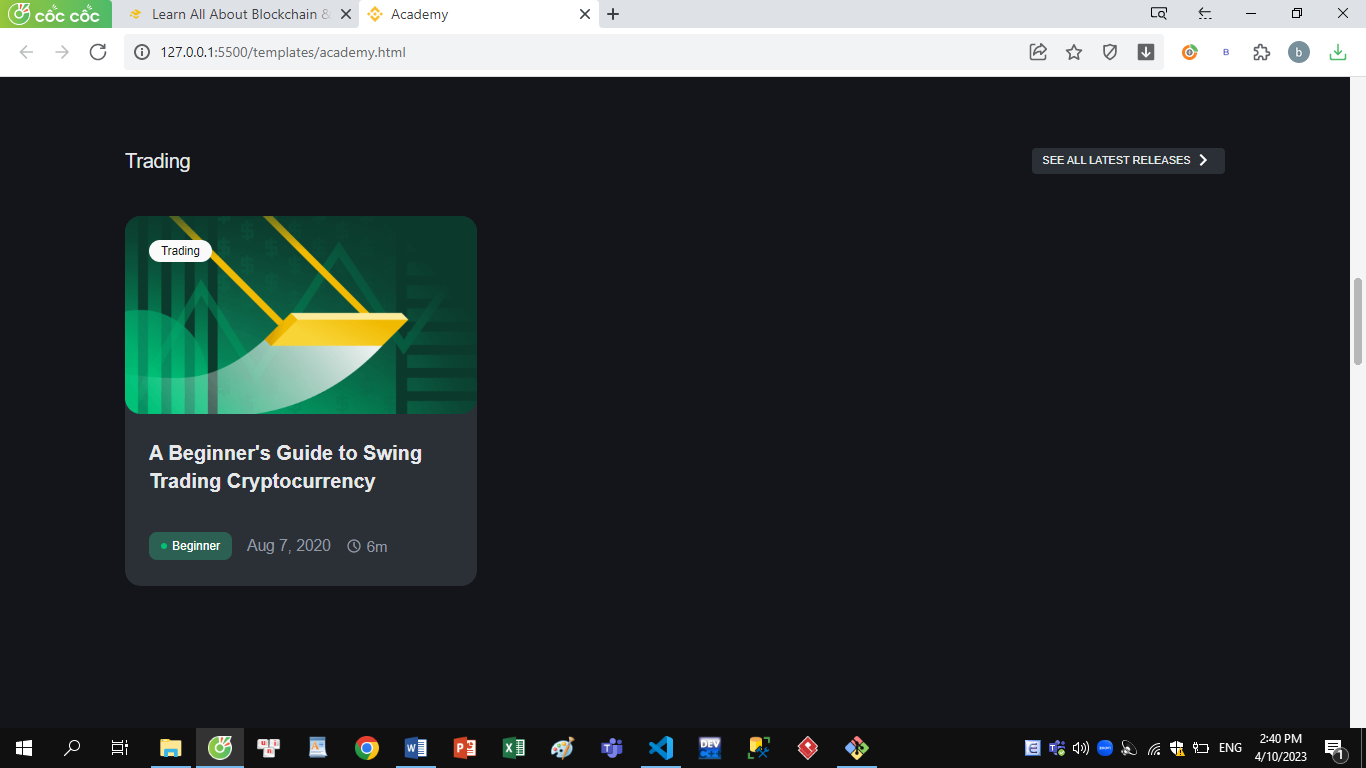 cốc cốc
Learn All About Blockchain &
Academy
127.0.0.1:5500/templates/academy.html
B
b
Trading
SEE ALL LATEST RELEASES
Trading
A Beginner's Guide to Swing
Trading Cryptocurrency
Beginner
Aug 7, 2020
6m
ENG
2:40 PM
4/10/2023
1